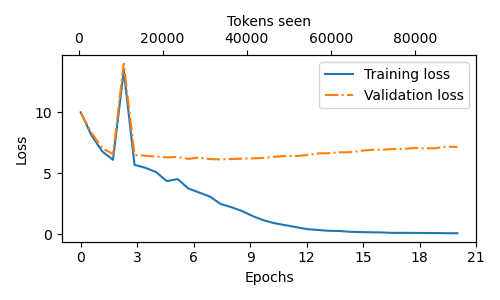 Tokens seen
0 20000 40000 60000 80000
Training loss
Validation loss
Loss
10
5
0
0 3 6 9 12 15 18 21
Epochs